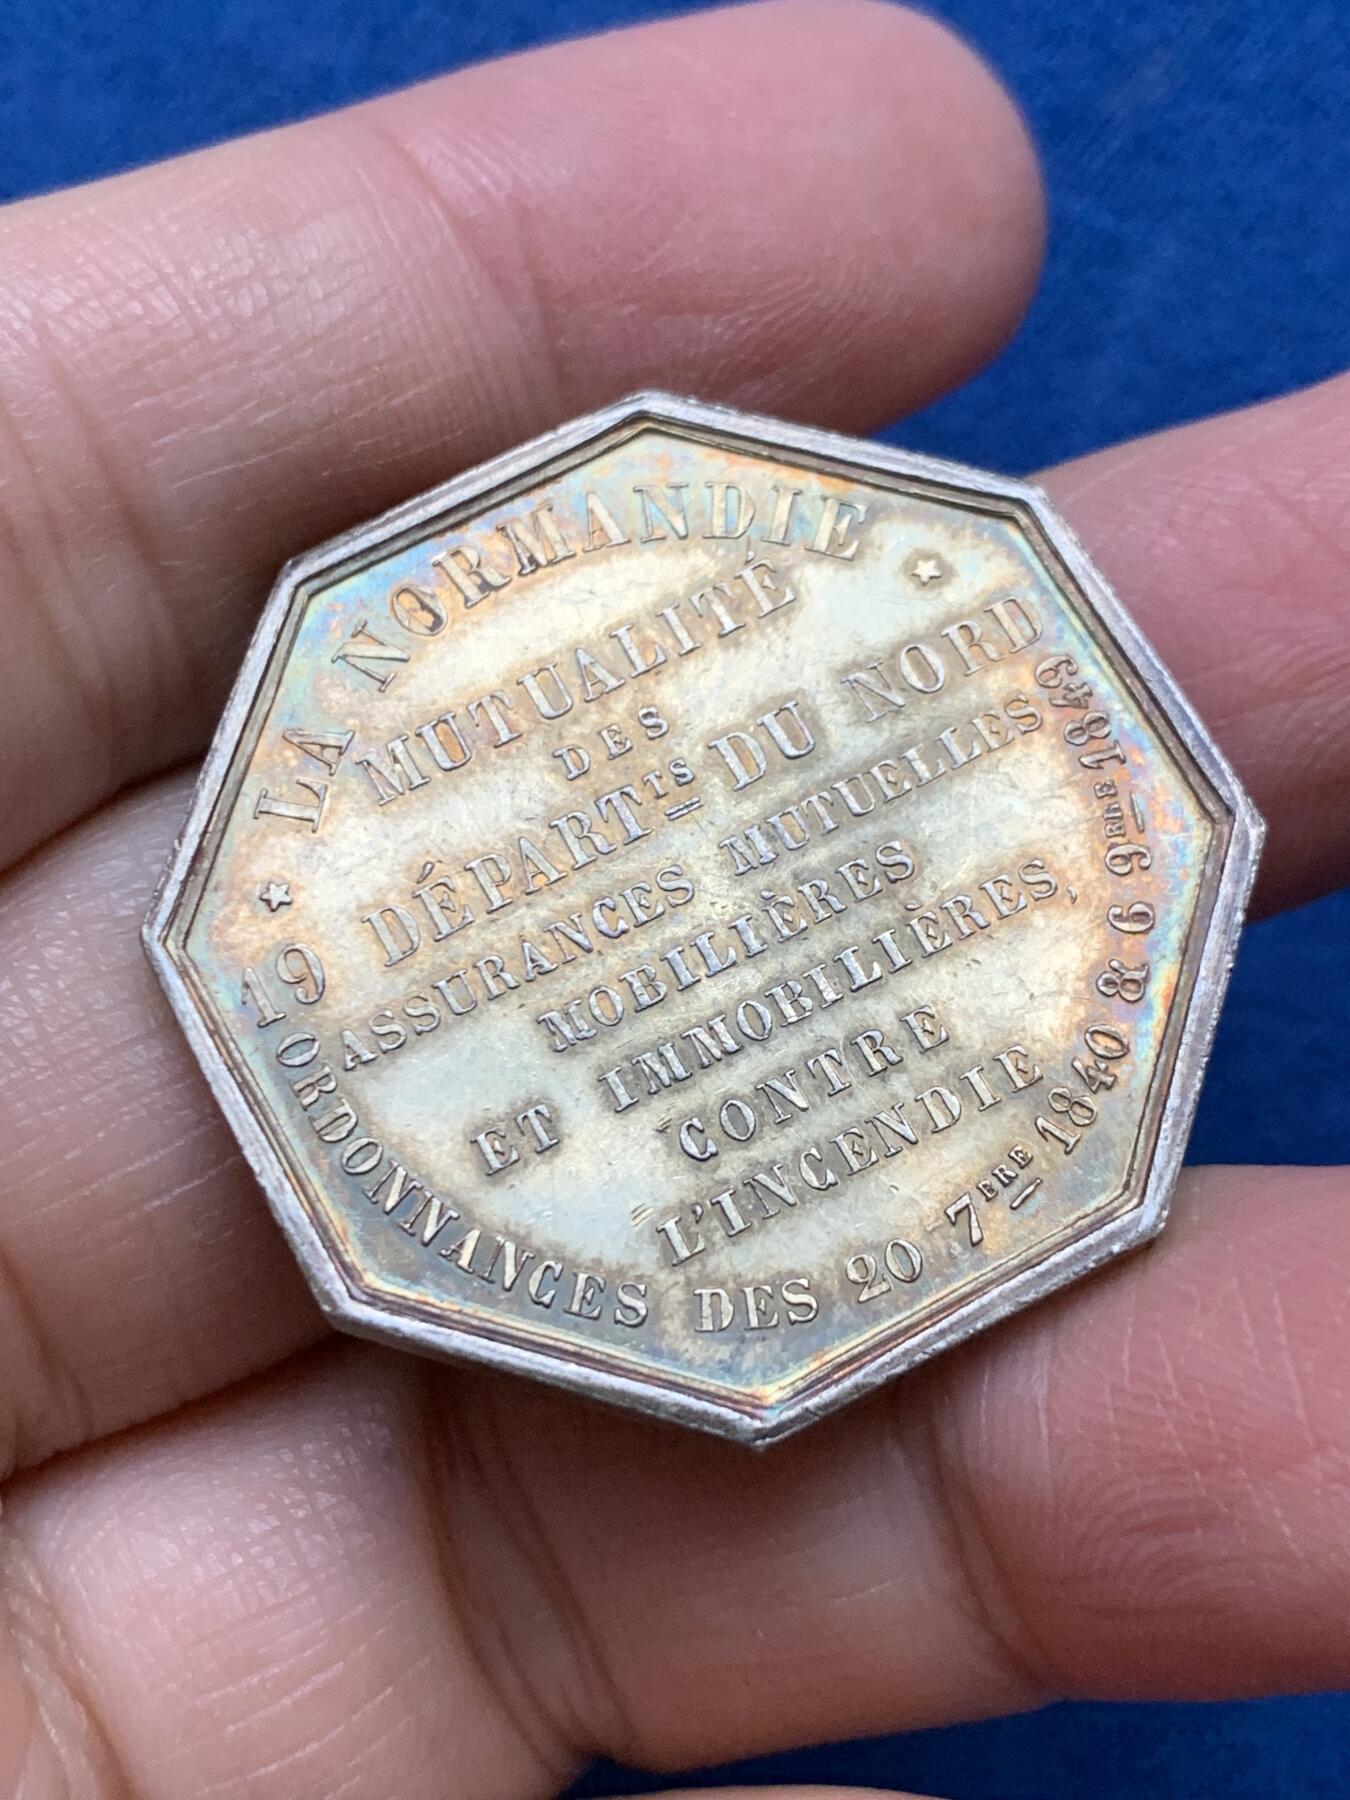 LA NORMANDIE
MUTUALITÉ
DES
19 DÉPARTTS DU NORD
ASSURANCES MUTUELLES
MOBILIÈRES
ET IMMOBILIÈRES,
CONTRE
L'INCENDIE
ORDONNANCES DES 20 7BRE 1840 & 9 9BRE 1849